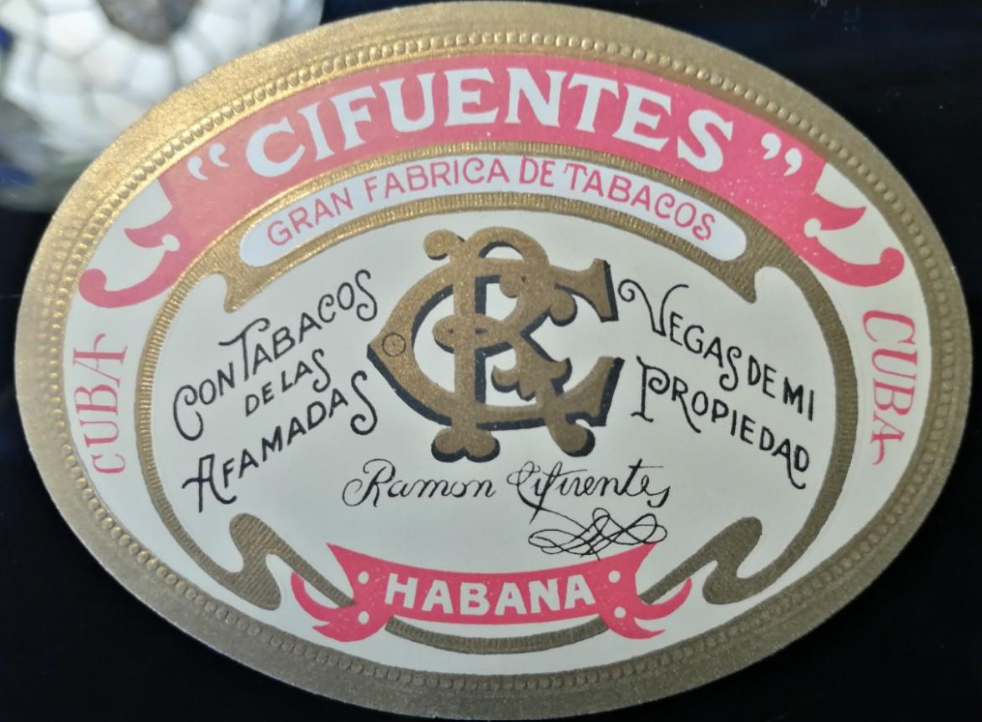 "CIFUENTES"
GRAN FABRICA DE TABACOS
CUBA
CON TABACOS
DE LAS
AFAMADAS
RC
VEGAS DE MI
PROPIEDAD
CUBA
Ramon Cifuentes
HABANA